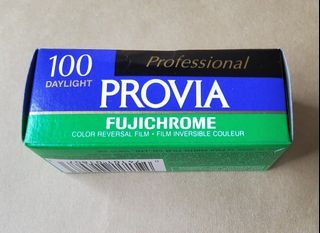 Professional
100
DAYLIGHT
PROVIA
FUJICHROME
COLOR REVERSAL FILM • FILM INVERSIBLE COULEUR